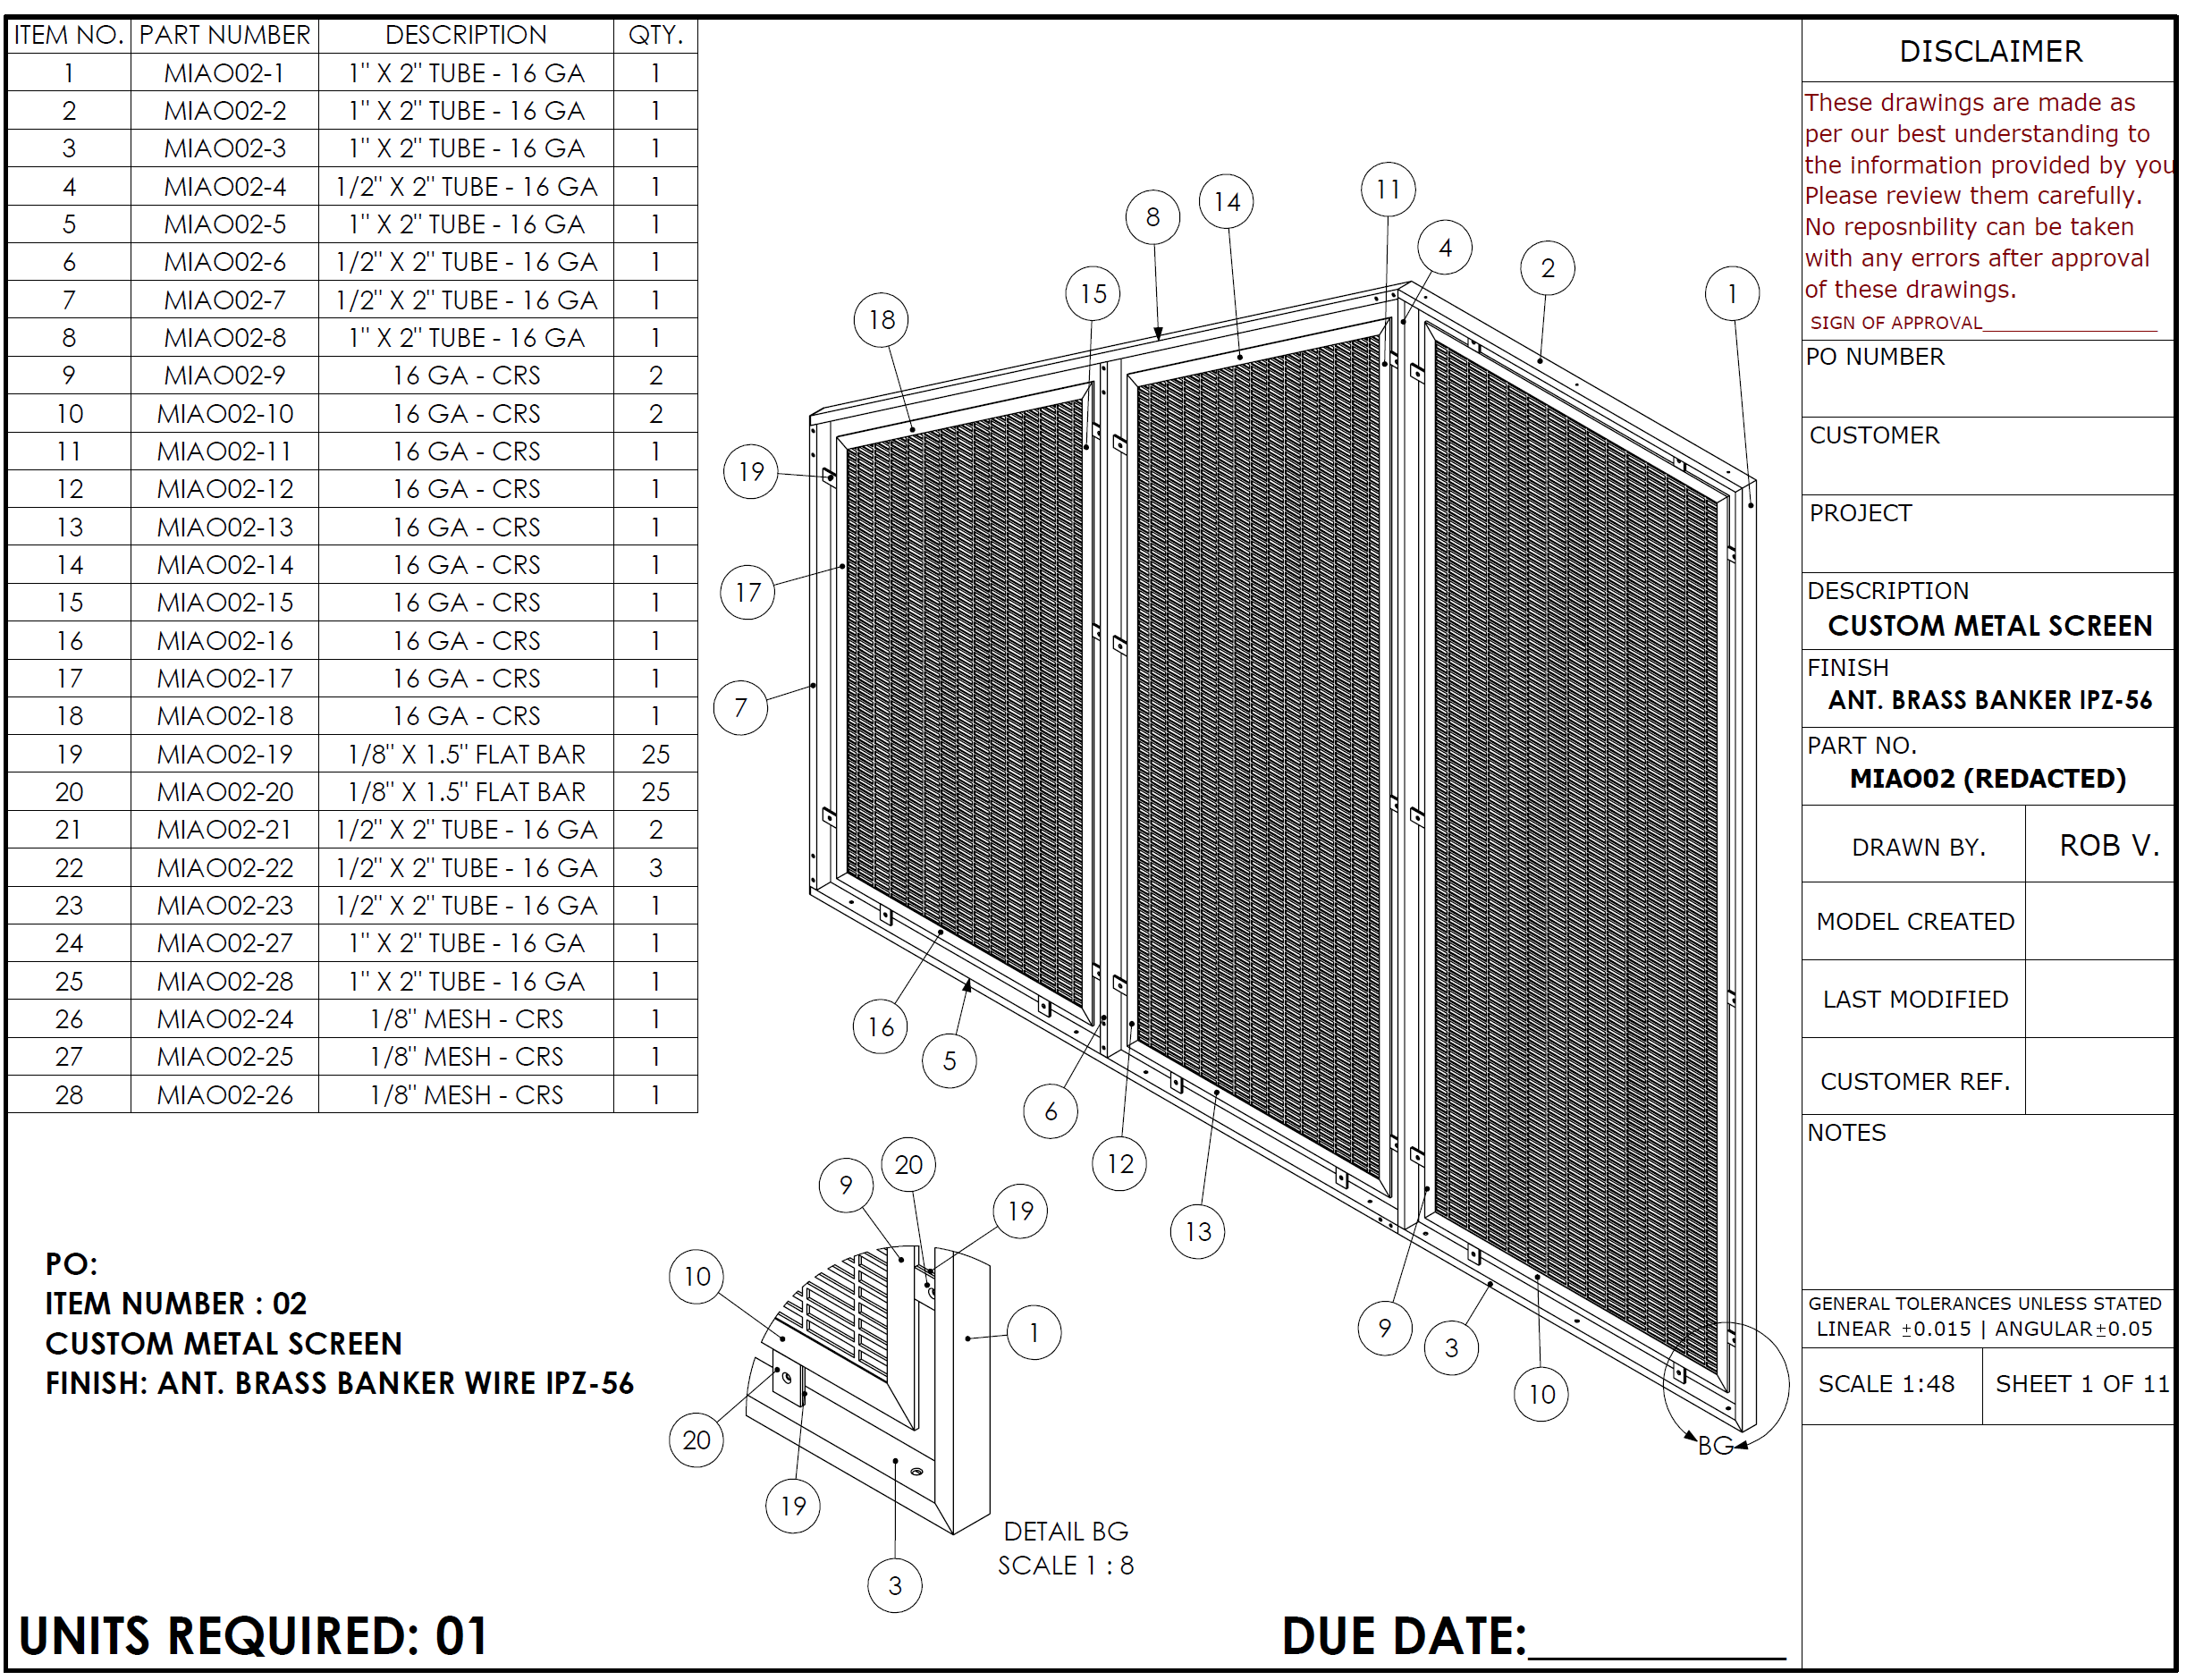 ITEM NO. PART NUMBER DESCRIPTION QTY.
1 MIAO02-1 1" X 2" TUBE - 16 GA 1
2 MIAO02-2 1" X 2" TUBE - 16 GA 1
3 MIAO02-3 1" X 2" TUBE - 16 GA 1
4 MIAO02-4 1/2" X 2" TUBE - 16 GA 1
5 MIAO02-5 1" X 2" TUBE - 16 GA 1
6 MIAO02-6 1/2" X 2" TUBE - 16 GA 1
7 MIAO02-7 1/2" X 2" TUBE - 16 GA 1
8 MIAO02-8 1" X 2" TUBE - 16 GA 1
9 MIAO02-9 16 GA - CRS 2
10 MIAO02-10 16 GA - CRS 2
11 MIAO02-11 16 GA - CRS 1
12 MIAO02-12 16 GA - CRS 1
13 MIAO02-13 16 GA - CRS 1
14 MIAO02-14 16 GA - CRS 1
15 MIAO02-15 16 GA - CRS 1
16 MIAO02-16 16 GA - CRS 1
17 MIAO02-17 16 GA - CRS 1
18 MIAO02-18 16 GA - CRS 1
19 MIAO02-19 1/8" X 1.5" FLAT BAR 25
20 MIAO02-20 1/8" X 1.5" FLAT BAR 25
21 MIAO02-21 1/2" X 2" TUBE - 16 GA 2
22 MIAO02-22 1/2" X 2" TUBE - 16 GA 3
23 MIAO02-23 1/2" X 2" TUBE - 16 GA 1
24 MIAO02-27 1" X 2" TUBE - 16 GA 1
25 MIAO02-28 1" X 2" TUBE - 16 GA 1
26 MIAO02-24 1/8" MESH - CRS 1
27 MIAO02-25 1/8" MESH - CRS 1
28 MIAO02-26 1/8" MESH - CRS 1
11
14
8
4
2
15
1
18
19
17
7
16
5
6
12
13
9
3
10
BG
20
9
19
10
1
20
19
3
DETAIL BG
SCALE 1 : 8
PO:
ITEM NUMBER : 02
CUSTOM METAL SCREEN
FINISH: ANT. BRASS BANKER WIRE IPZ-56
UNITS REQUIRED: 01
DUE DATE:__________
DISCLAIMER
These drawings are made as
per our best understanding to
the information provided by you
Please review them carefully.
No reposnbility can be taken
with any errors after approval
of these drawings.
SIGN OF APPROVAL__________________
PO NUMBER
CUSTOMER
PROJECT
DESCRIPTION
CUSTOM METAL SCREEN
FINISH
ANT. BRASS BANKER IPZ-56
PART NO.
MIAO02 (REDACTED)
DRAWN BY. ROB V.
MODEL CREATED
LAST MODIFIED
CUSTOMER REF.
NOTES
GENERAL TOLERANCES UNLESS STATED
LINEAR ±0.015 | ANGULAR±0.05
SCALE 1:48 SHEET 1 OF 11